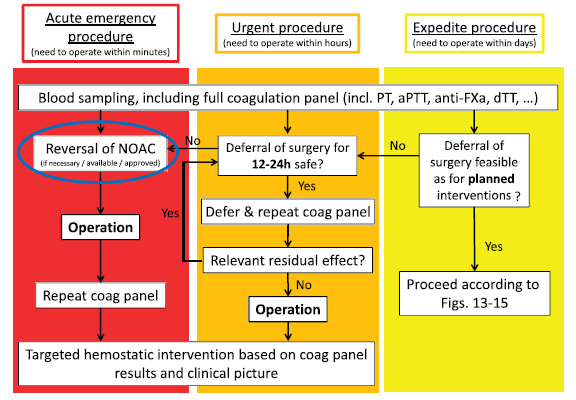 Acute emergency
procedure
(need to operate within minutes)
Urgent procedure
(need to operate within hours)
Expedite procedure
(need to operate within days)
Blood sampling, including full coagulation panel (incl. PT, aPTT, anti-FXa, dTT, ...)
Reversal of NOAC
(if necessary / available / approved)
No
Deferral of surgery for
12-24h safe?
No
Deferral of
surgery feasible
as for planned
interventions ?
Yes
Yes
Defer & repeat coag panel
Operation
Relevant residual effect?
Yes
No
Repeat coag panel
Operation
Proceed according to
Figs. 13-15
Targeted hemostatic intervention based on coag panel
results and clinical picture